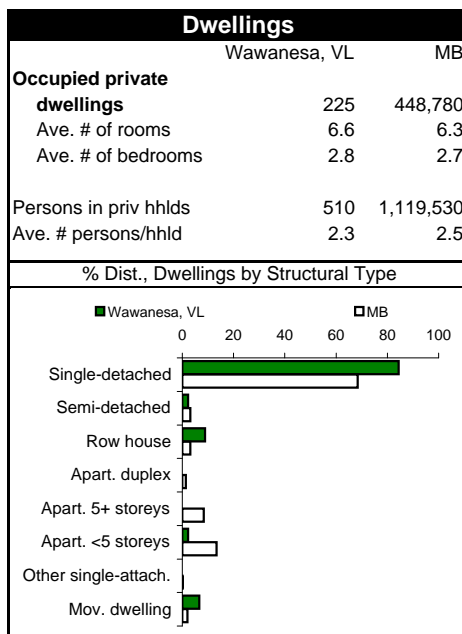 Dwellings
Wawanesa, VL MB
Occupied private
dwellings 225 448,780
Ave. # of rooms 6.6 6.3
Ave. # of bedrooms 2.8 2.7
Persons in priv hhlds 510 1,119,530
Ave. # persons/hhld 2.3 2.5
% Dist., Dwellings by Structural Type
Wawanesa, VL MB
0 20 40 60 80 100
Single-detached
Semi-detached
Row house
Apart. duplex
Apart. 5+ storeys
Apart. <5 storeys
Other single-attach.
Mov. dwelling